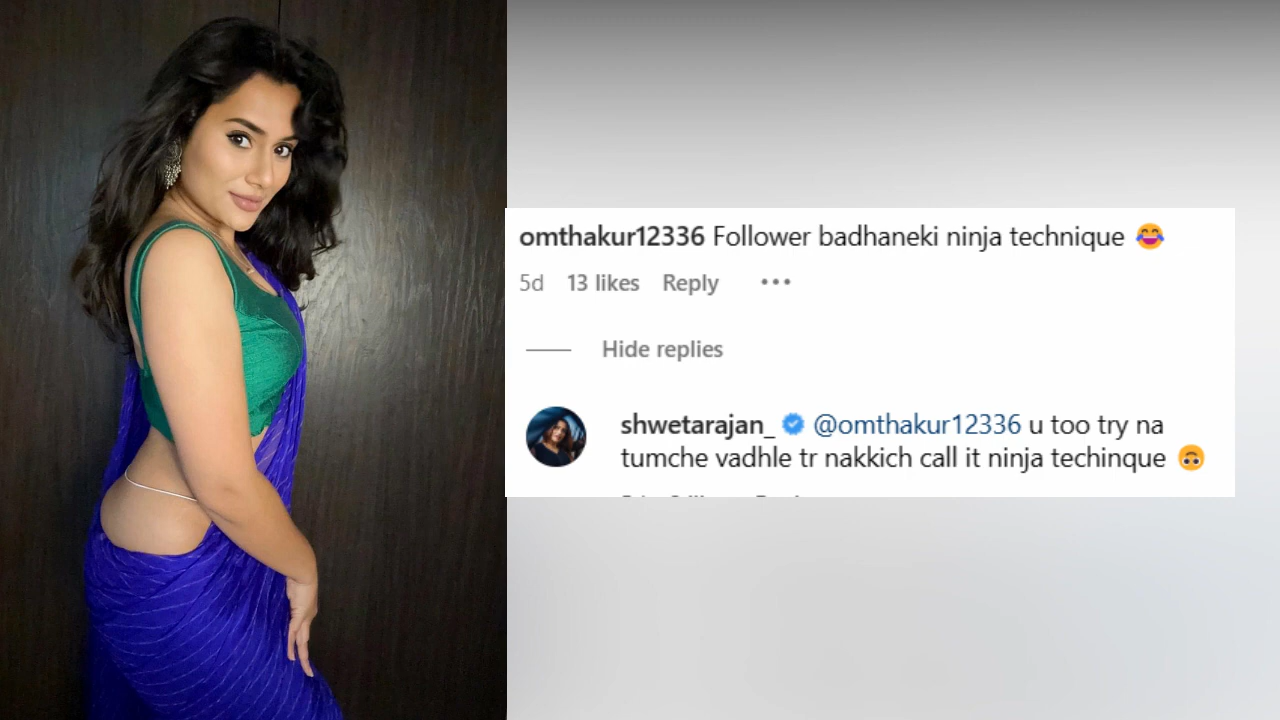 omthakur12336 Follower badhaneki ninja technique 😂
5d 13 likes Reply •••
Hide replies
shwetarajan_ @omthakur12336 u too try na
tumche vadhle tr nakkich call it ninja techinque 🙃